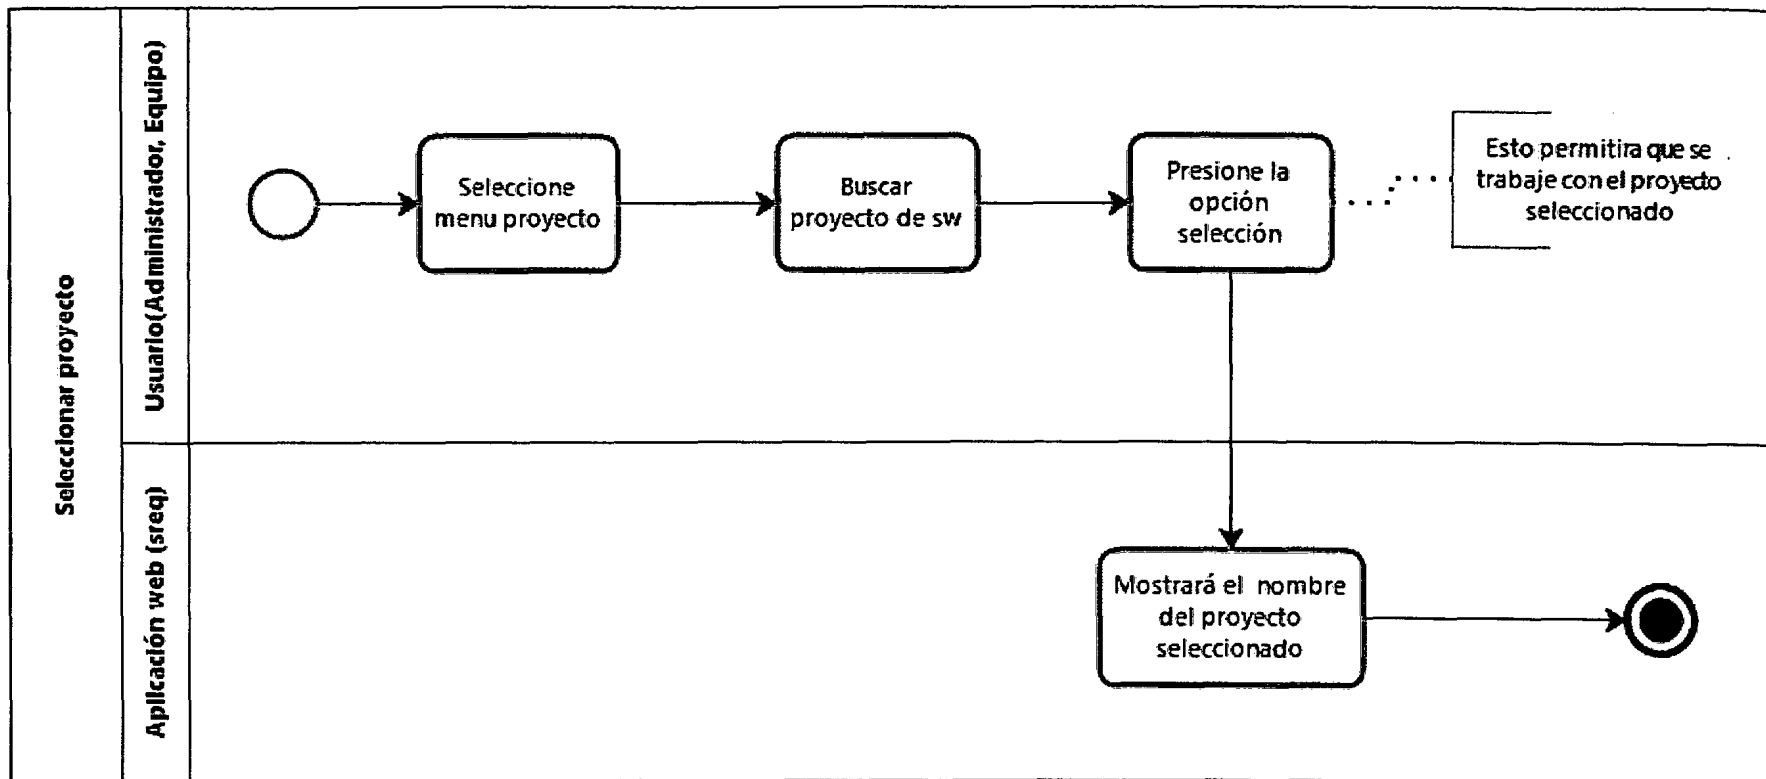 Seleccionar proyecto
Usuario(Administrador, Equipo)
Seleccione
menu proyecto
Buscar
proyecto de sw
Presione la
opción
selección
Esto permitira que se
trabaje con el proyecto
seleccionado
Aplicación web (sreq)
Mostrará el nombre
del proyecto
seleccionado